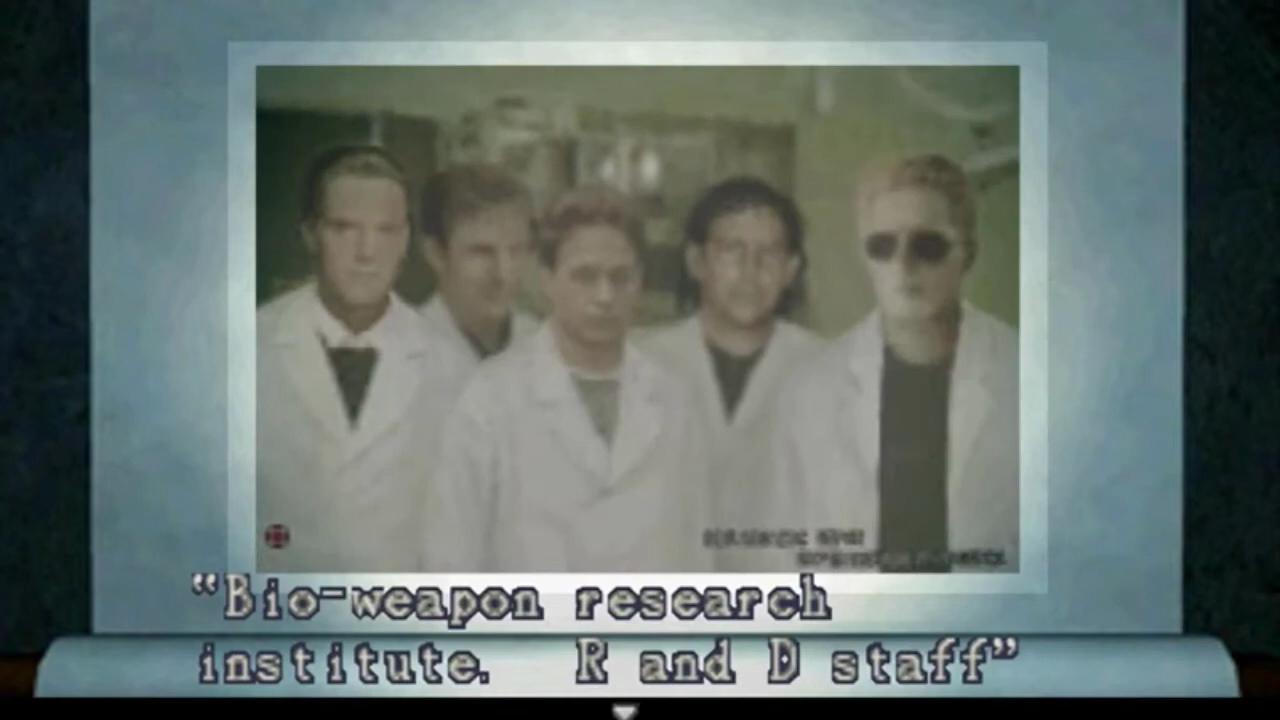 “Bio-weapon research
institute. R and D staff”